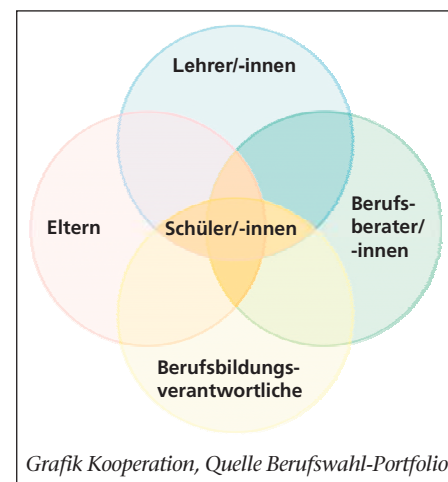 Lehrer/-innen
Eltern
Schüler/-innen
Berufs-
berater/
-innen
Berufsbildungs-
verantwortliche
Grafik Kooperation, Quelle Berufswahl-Portfolio